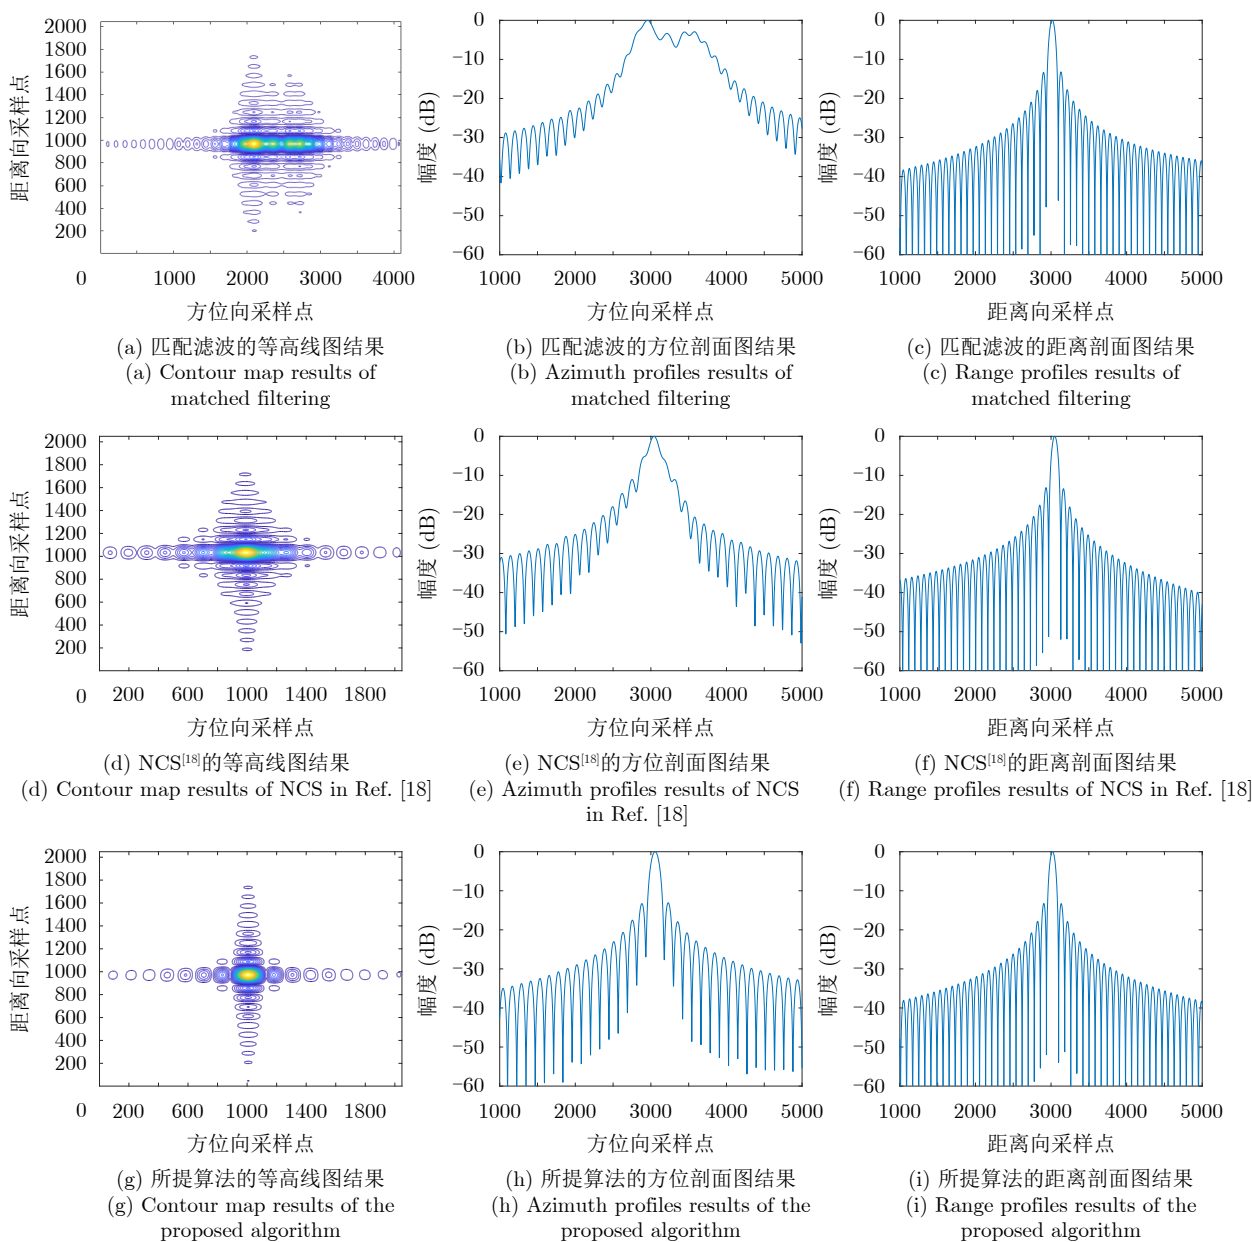 2000
1800
1600
1400
1200
1000
800
600
400
200
0
1000
2000
3000
4000
距离向采样点
方位向采样点
(a) 匹配滤波的等高线图结果
(a) Contour map results of
matched filtering
0
−10
−20
−30
−40
−50
−60
1000
2000
3000
4000
5000
幅度 (dB)
方位向采样点
(b) 匹配滤波的方位剖面图结果
(b) Azimuth profiles results of
matched filtering
0
−10
−20
−30
−40
−50
−60
1000
2000
3000
4000
5000
幅度 (dB)
距离向采样点
(c) 匹配滤波的距离剖面图结果
(c) Range profiles results of
matched filtering
2000
1800
1600
1400
1200
1000
800
600
400
200
0
200
600
1000
1400
1800
距离向采样点
方位向采样点
(d) NCS[18]的等高线图结果
(d) Contour map results of NCS in Ref. [18]
0
−10
−20
−30
−40
−50
−60
1000
2000
3000
4000
5000
幅度 (dB)
方位向采样点
(e) NCS[18]的方位剖面图结果
(e) Azimuth profiles results of NCS
in Ref. [18]
0
−10
−20
−30
−40
−50
−60
1000
2000
3000
4000
5000
幅度 (dB)
距离向采样点
(f) NCS[18]的距离剖面图结果
(f) Range profiles results of NCS in Ref. [18]
2000
1800
1600
1400
1200
1000
800
600
400
200
0
200
600
1000
1400
1800
距离向采样点
方位向采样点
(g) 所提算法的等高线图结果
(g) Contour map results of the
proposed algorithm
0
−10
−20
−30
−40
−50
−60
1000
2000
3000
4000
5000
幅度 (dB)
方位向采样点
(h) 所提算法的方位剖面图结果
(h) Azimuth profiles results of the
proposed algorithm
0
−10
−20
−30
−40
−50
−60
1000
2000
3000
4000
5000
幅度 (dB)
距离向采样点
(i) 所提算法的距离剖面图结果
(i) Range profiles results of the
proposed algorithm